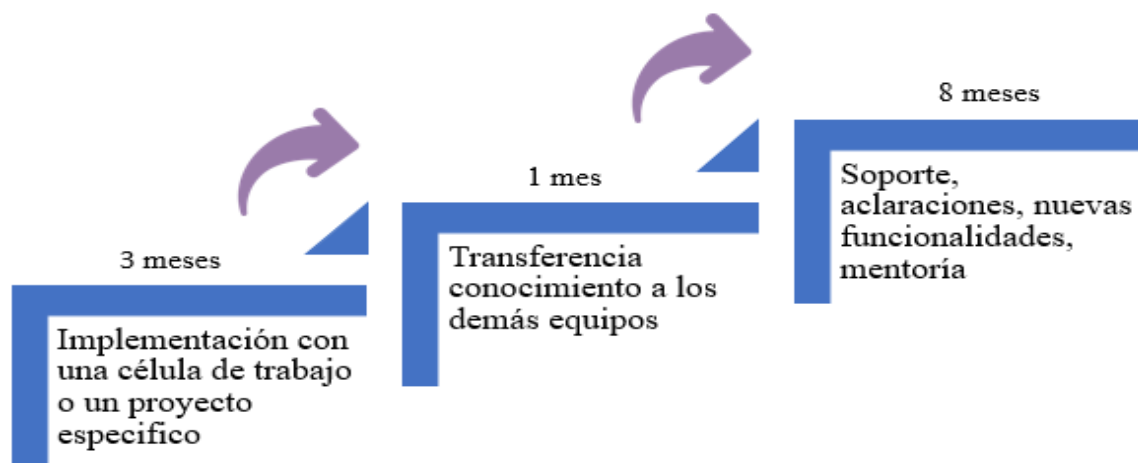 3 meses
Implementación con
una célula de trabajo
o un proyecto
especifico
1 mes
Transferencia
conocimiento a los
demás equipos
8 meses
Soporte,
aclaraciones, nuevas
funcionalidades,
mentoría